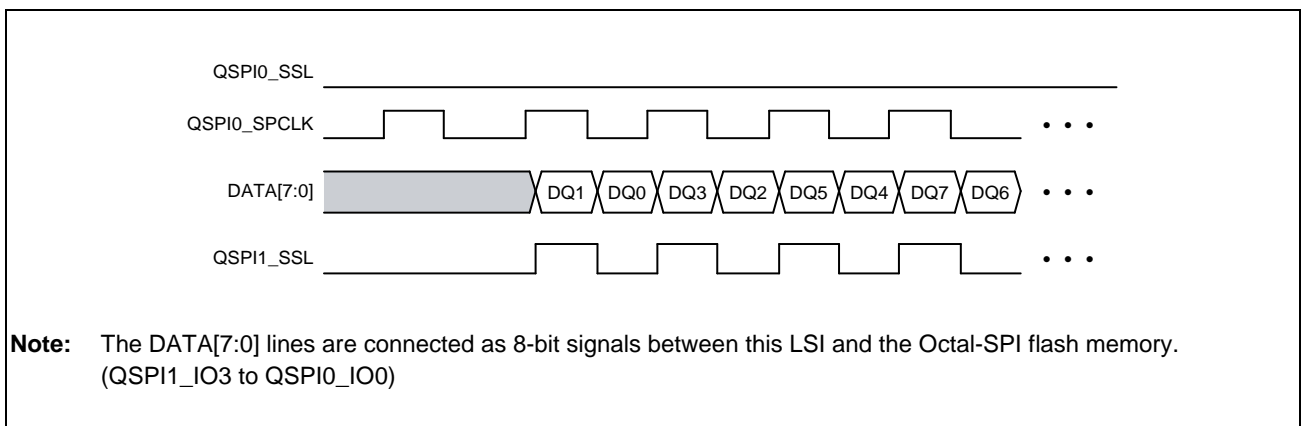 QSPI0_SSL
QSPI0_SPCLK • • •
DATA[7:0] DQ1 DQ0 DQ3 DQ2 DQ5 DQ4 DQ7 DQ6 • • •
QSPI1_SSL • • •
Note: The DATA[7:0] lines are connected as 8-bit signals between this LSI and the Octal-SPI flash memory.
(QSPI1_IO3 to QSPI0_IO0)